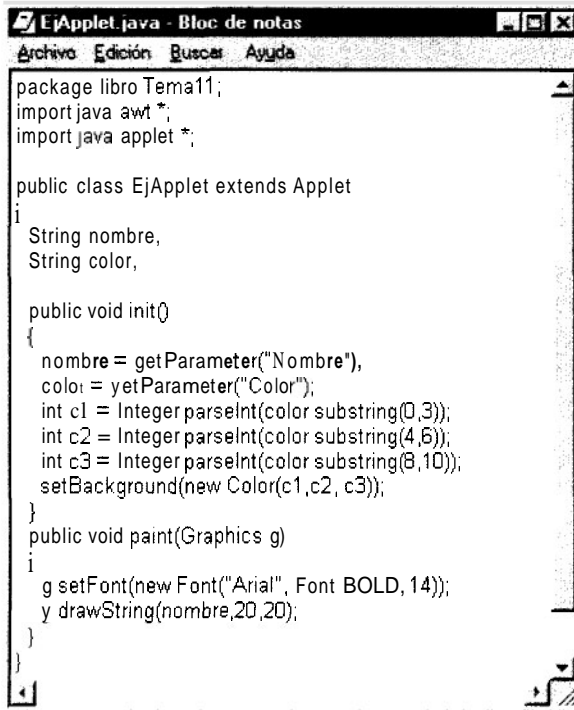 EjApplet.java - Bloc de notas
Archivo Edición Buscar Ayuda
package libro Tema11;
import java awt *;
import java applet *;
public class EjApplet extends Applet
i
String nombre,
String color,
public void init()
{
nombre = getParameter("Nombre"),
colot = yetParameter("Color");
int c1 = Integer parseInt(color substring(0,3));
int c2 = Integer parseInt(color substring(4,6));
int c3 = Integer parseInt(color substring(8,10));
setBackground(new Color(c1,c2, c3));
}
public void paint(Graphics g)
i
g setFont(new Font("Arial", Font BOLD, 14));
y drawString(nombre,20,20);
}
}